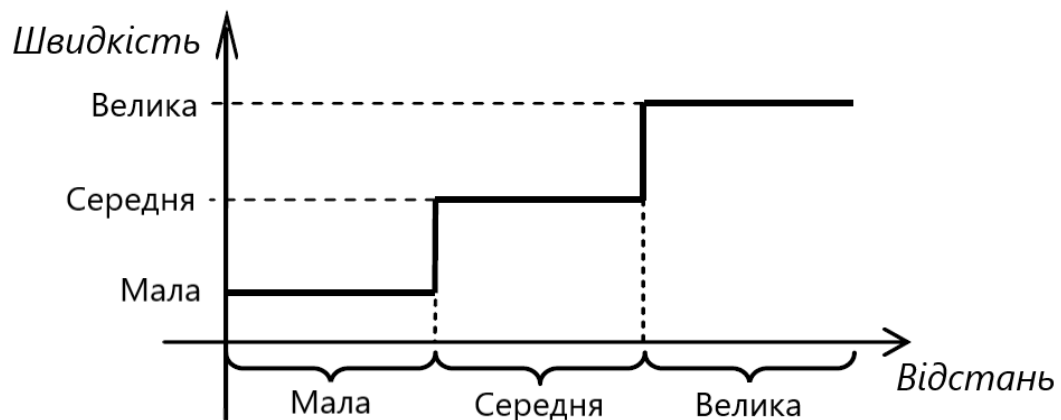 Швидкість
Велика
Середня
Мала
Відстань
Мала Середня Велика